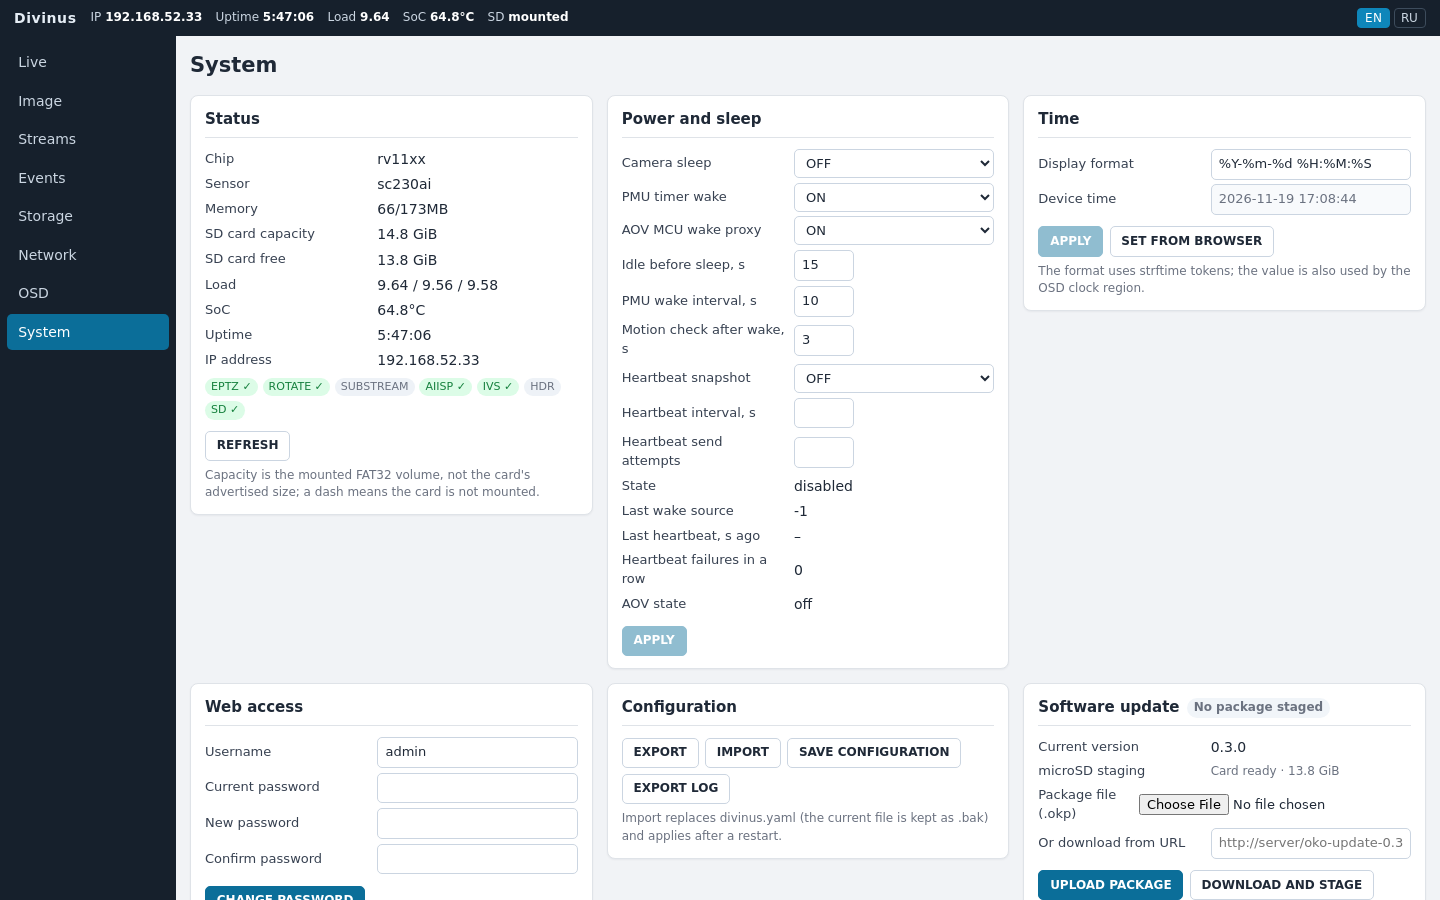 Divinus IP 192.168.52.33 Uptime 5:47:06 Load 9.64 SoC 64.8°C SD mounted EN RU
Live
Image
Streams
Events
Storage
Network
OSD
System
System
Status
Chip rv11xx
Sensor sc230ai
Memory 66/173MB
SD card capacity 14.8 GiB
SD card free 13.8 GiB
Load 9.64 / 9.56 / 9.58
SoC 64.8°C
Uptime 5:47:06
IP address 192.168.52.33
EPTZ ✓ ROTATE ✓ SUBSTREAM AIISP ✓ IVS ✓ HDR
SD ✓
REFRESH
Capacity is the mounted FAT32 volume, not the card's
advertised size; a dash means the card is not mounted.
Power and sleep
Camera sleep OFF
PMU timer wake ON
AOV MCU wake proxy ON
Idle before sleep, s 15
PMU wake interval, s 10
Motion check after wake,
s 3
Heartbeat snapshot OFF
Heartbeat interval, s
Heartbeat send
attempts
State disabled
Last wake source -1
Last heartbeat, s ago –
Heartbeat failures in a
row 0
AOV state off
APPLY
Time
Display format %Y-%m-%d %H:%M:%S
Device time 2026-11-19 17:08:44
APPLY SET FROM BROWSER
The format uses strftime tokens; the value is also used by the
OSD clock region.
Web access
Username admin
Current password
New password
Confirm password
CHANGE PASSWORD
Configuration
EXPORT IMPORT SAVE CONFIGURATION
EXPORT LOG
Import replaces divinus.yaml (the current file is kept as .bak)
and applies after a restart.
Software update No package staged
Current version 0.3.0
microSD staging Card ready · 13.8 GiB
Package file
(.okp) Choose File No file chosen
Or download from URL http://server/oko-update-0.3
UPLOAD PACKAGE DOWNLOAD AND STAGE